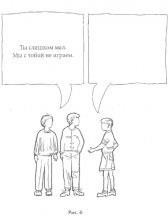 Ты слишком мал.
Мы с тобой не играем.
Рис. 6